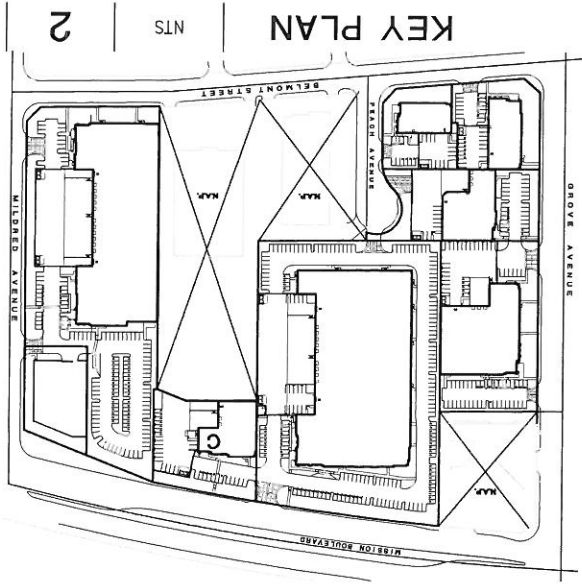 KEY PLAN
NTS
2
BELMONT STREET
PEACH AVENUE
GROVE AVENUE
MILDRED AVENUE
N.A.P.
N.A.P.
N.A.P.
C
MISSION BOULEVARD